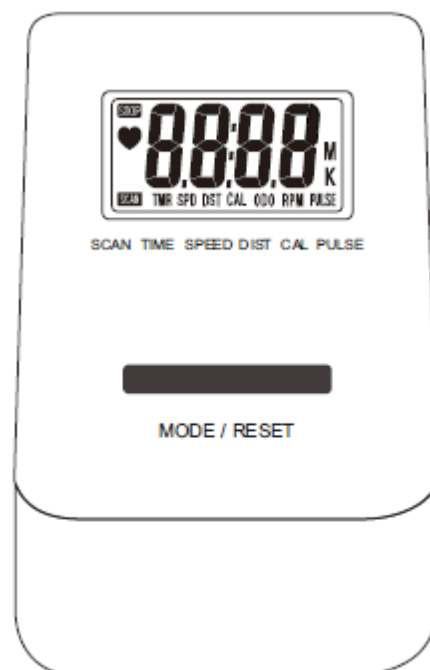 STOP
8:8:8:8 M
K
SCAN TMR SPD DST CAL ODO RPM PULSE
SCAN TIME SPEED DIST CAL PULSE
MODE / RESET